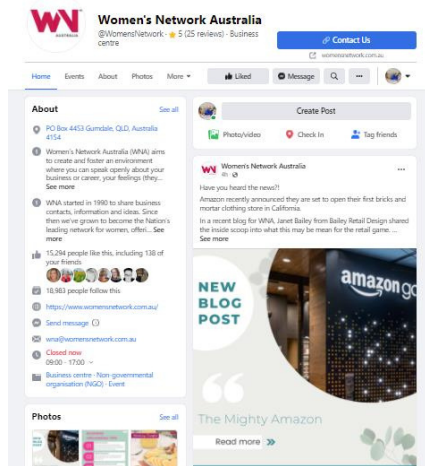 WN
AUSTRALIA
Women's Network Australia
@WomensNetwork · 5 (25 reviews) · Business
centre
Contact Us
womensnetwork.com.au
Home Events About Photos More Liked Message
About See all
PO Box 4453 Gumdale, QLD, Australia
4154
Women's Network Australia (WNA) aims
to create and foster an environment
where you can speak openly about your
business or career, your feelings (they...
See more
WNA started in 1990 to share business
contacts, information and ideas. Since
then we've grown to become the Nation's
leading network for women, offeri... See
more
15,294 people like this, including 138 of
your friends
18,983 people follow this
https://www.womensnetwork.com.au/
Send message
wna@womensnetwork.com.au
Closed now
09:00 - 17:00
Business centre · Non-governmental
organisation (NGO) · Event
Photos See all
Create Post
Photo/video Check In Tag friends
WN
Women's Network Australia
Have you heard the news?!
Amazon recently announced they are set to open their first bricks and
mortar clothing store in California.
In a recent blog for WNA, Janet Bailey from Bailey Retail Design shared
the inside scoop into what this may be mean for the retail game. ...
See more
NEW
BLOG
POST
amazon go
The Mighty Amazon
Read more